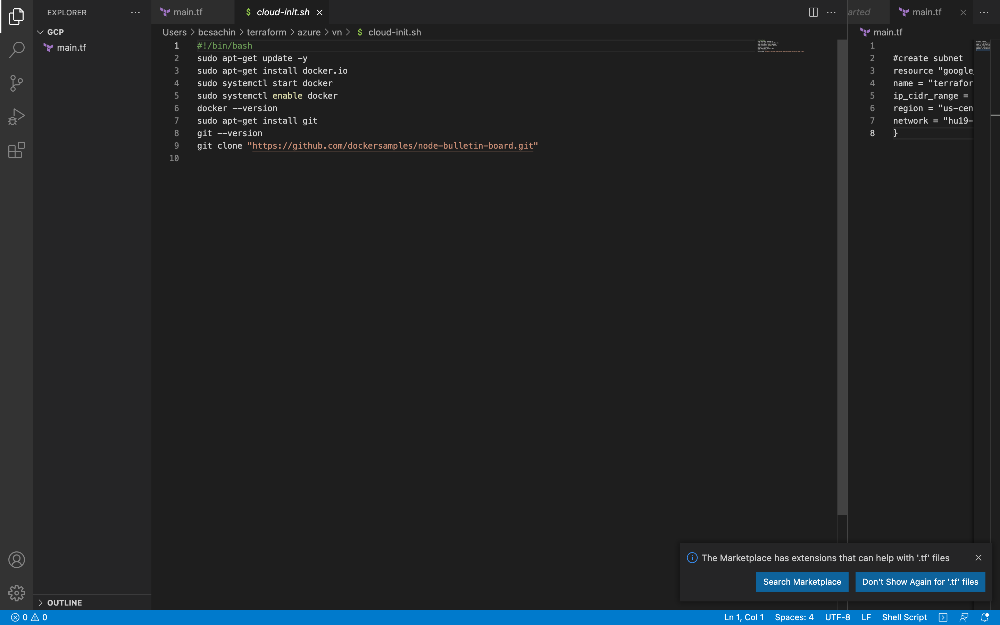 EXPLORER
GCP
main.tf
OUTLINE
main.tf
$ cloud-init.sh
Users > bcsachin > terraform > azure > vn > $ cloud-init.sh
1 #!/bin/bash
2 sudo apt-get update -y
3 sudo apt-get install docker.io
4 sudo systemctl start docker
5 sudo systemctl enable docker
6 docker --version
7 sudo apt-get install git
8 git --version
9 git clone "https://github.com/dockersamples/node-bulletin-board.git"
10
arted
main.tf
main.tf
1
2 #create subnet
3 resource "google_
4 name = "terrafor
5 ip_cidr_range =
6 region = "us-cen
7 network = "hu19-
8 }
The Marketplace has extensions that can help with '.tf' files
Search Marketplace
Don't Show Again for '.tf' files
0 0
Ln 1, Col 1 Spaces: 4 UTF-8 LF Shell Script